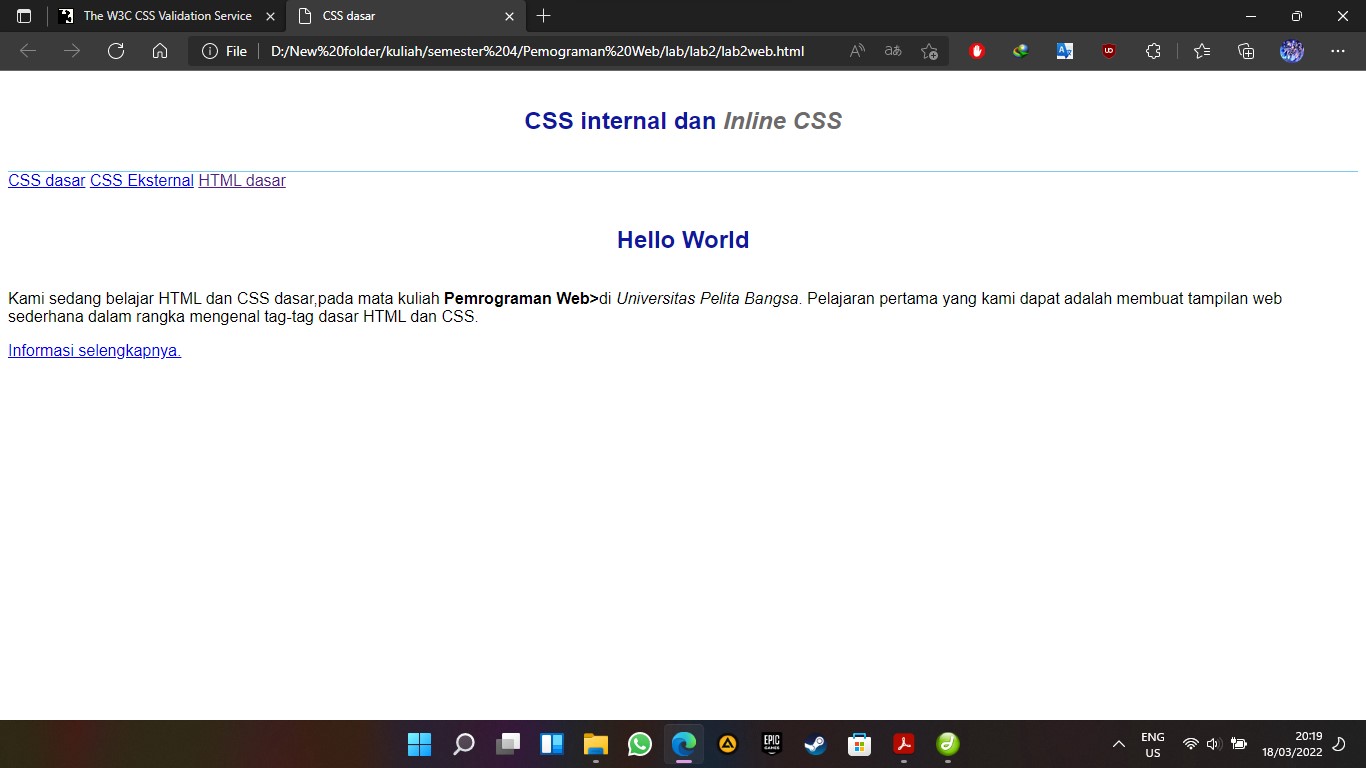 The W3C CSS Validation Service
CSS dasar
File
D:/New%20folder/kuliah/semester%204/Pemograman%20Web/lab/lab2/lab2web.html
CSS internal dan Inline CSS
CSS dasar CSS Eksternal HTML dasar
Hello World
Kami sedang belajar HTML dan CSS dasar,pada mata kuliah Pemrograman Web>di Universitas Pelita Bangsa. Pelajaran pertama yang kami dapat adalah membuat tampilan web
sederhana dalam rangka mengenal tag-tag dasar HTML dan CSS.
Informasi selengkapnya.
EPIC
GAMES
ENG
US
20:19
18/03/2022